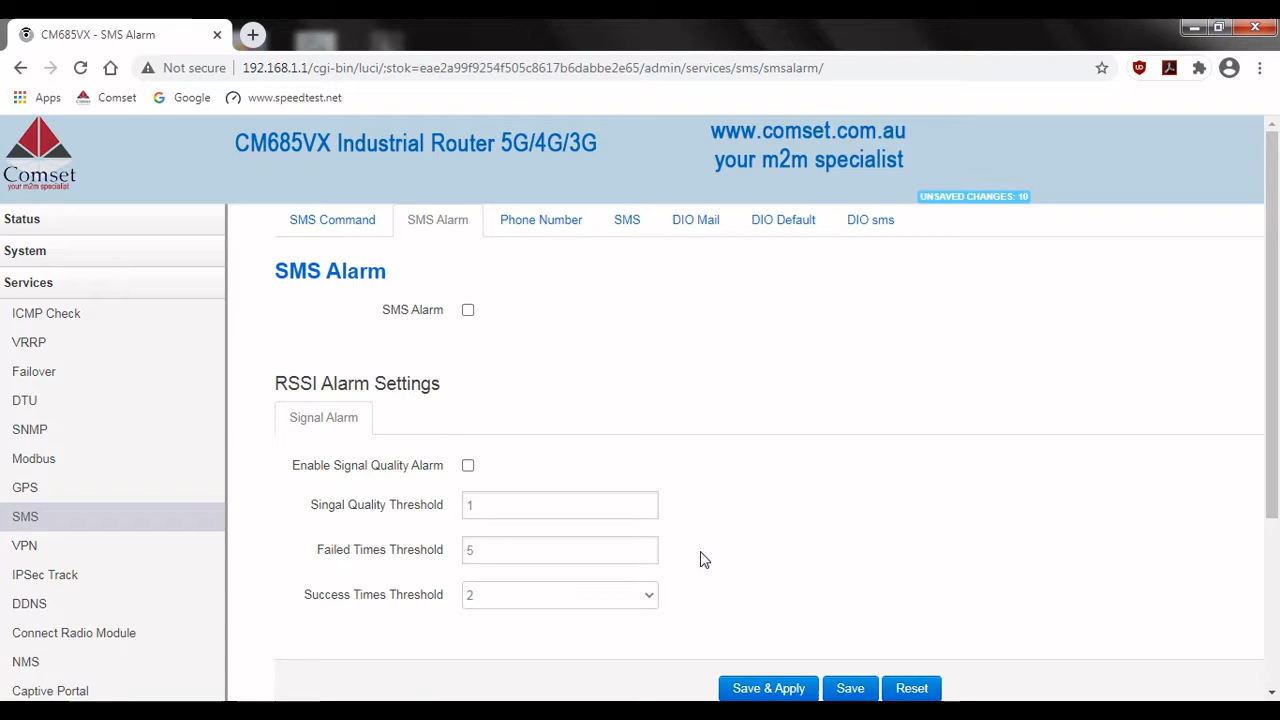 CM685VX - SMS Alarm
Not secure
192.168.1.1/cgi-bin/luci/;stok=eae2a99f9254f505c8617b6dabbe2e65/admin/services/sms/smsalarm/
Apps
Comset
Google
www.speedtest.net
Comset
your m2m specialist
CM685VX Industrial Router 5G/4G/3G
www.comset.com.au
your m2m specialist
UNSAVED CHANGES: 10
Status
System
Services
ICMP Check
VRRP
Failover
DTU
SNMP
Modbus
GPS
SMS
VPN
IPSec Track
DDNS
Connect Radio Module
NMS
Captive Portal
SMS Command
SMS Alarm
Phone Number
SMS
DIO Mail
DIO Default
DIO sms
SMS Alarm
SMS Alarm
RSSI Alarm Settings
Signal Alarm
Enable Signal Quality Alarm
Singal Quality Threshold
1
Failed Times Threshold
5
Success Times Threshold
2
Save & Apply
Save
Reset